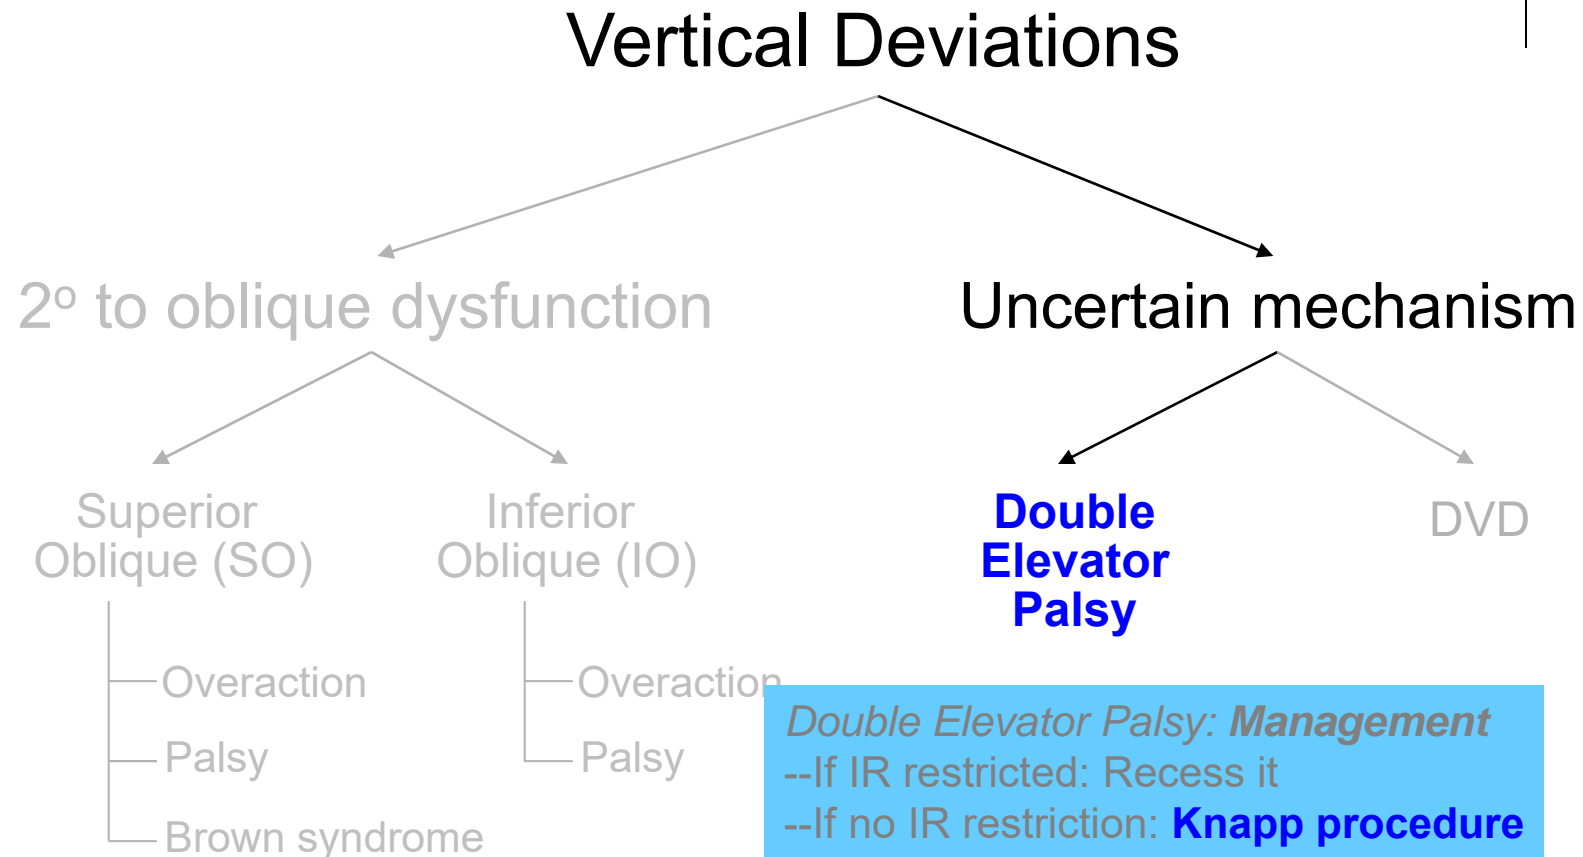 Vertical Deviations
2º to oblique dysfunction
Uncertain mechanism
Superior
Oblique (SO)
Inferior
Oblique (IO)
Double
Elevator
Palsy
DVD
Overaction
Palsy
Brown syndrome
Overaction
Palsy
Double Elevator Palsy: Management
--If IR restricted: Recess it
--If no IR restriction: Knapp procedure